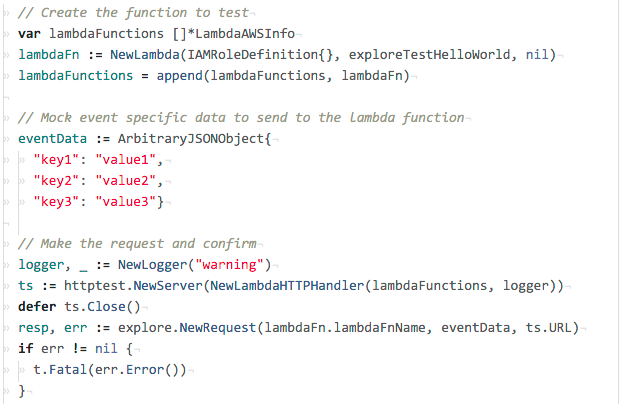 // Create the function to test
var lambdaFunctions []*LambdaAWSInfo
lambdaFn := NewLambda(IAMRoleDefinition{}, exploreTestHelloWorld, nil)
lambdaFunctions = append(lambdaFunctions, lambdaFn)
// Mock event specific data to send to the lambda function
eventData := ArbitraryJSONObject{
"key1": "value1",
"key2": "value2",
"key3": "value3"}
// Make the request and confirm
logger, _ := NewLogger("warning")
ts := httptest.NewServer(NewLambdaHTTPHandler(lambdaFunctions, logger))
defer ts.Close()
resp, err := explore.NewRequest(lambdaFn.lambdaFnName, eventData, ts.URL)
if err != nil {
t.Fatal(err.Error())
}